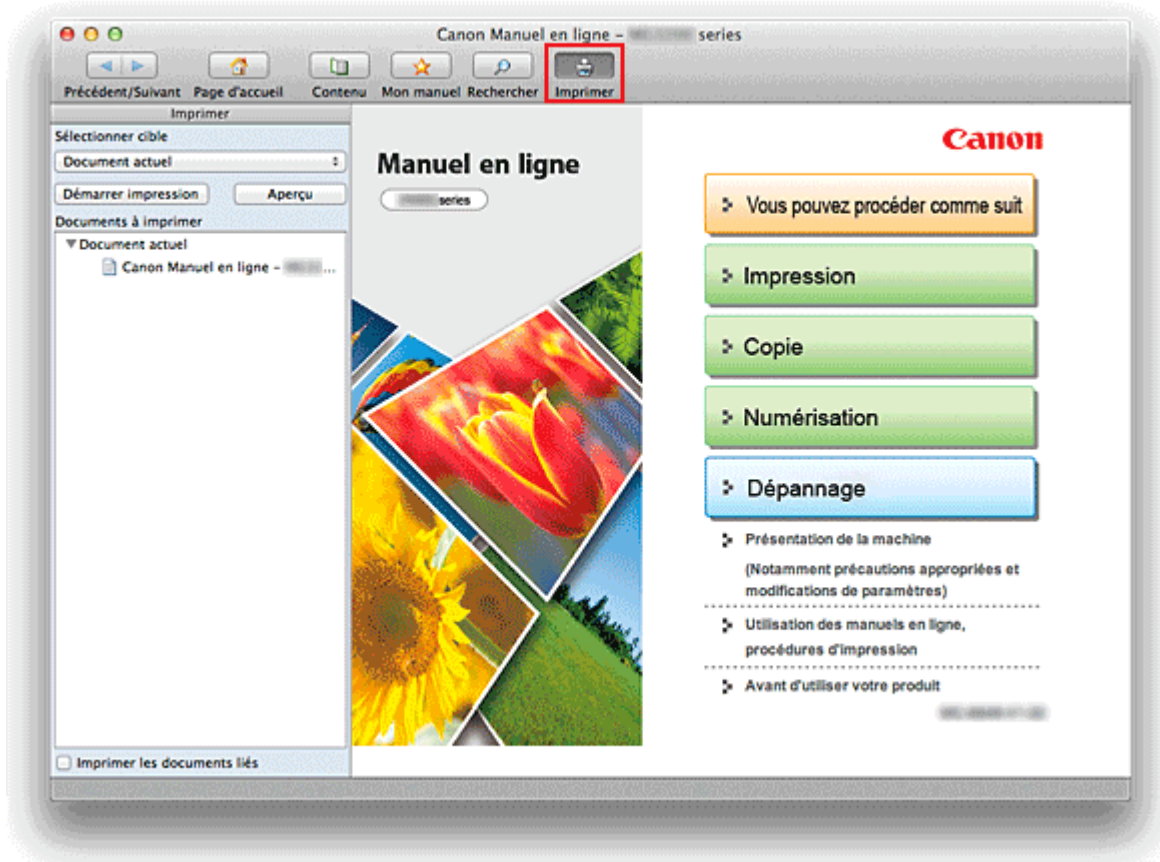 Canon Manuel en ligne – series
Précédent/Suivant Page d'accueil Contenu Mon manuel Rechercher Imprimer
Imprimer
Sélectionner cible
Document actuel
Démarrer impression Aperçu
Documents à imprimer
Document actuel
Canon Manuel en ligne – ...
Imprimer les documents liés
Manuel en ligne
series
Canon
Vous pouvez procéder comme suit
Impression
Copie
Numérisation
Dépannage
Présentation de la machine
(Notamment précautions appropriées et
modifications de paramètres)
Utilisation des manuels en ligne,
procédures d'impression
Avant d'utiliser votre produit